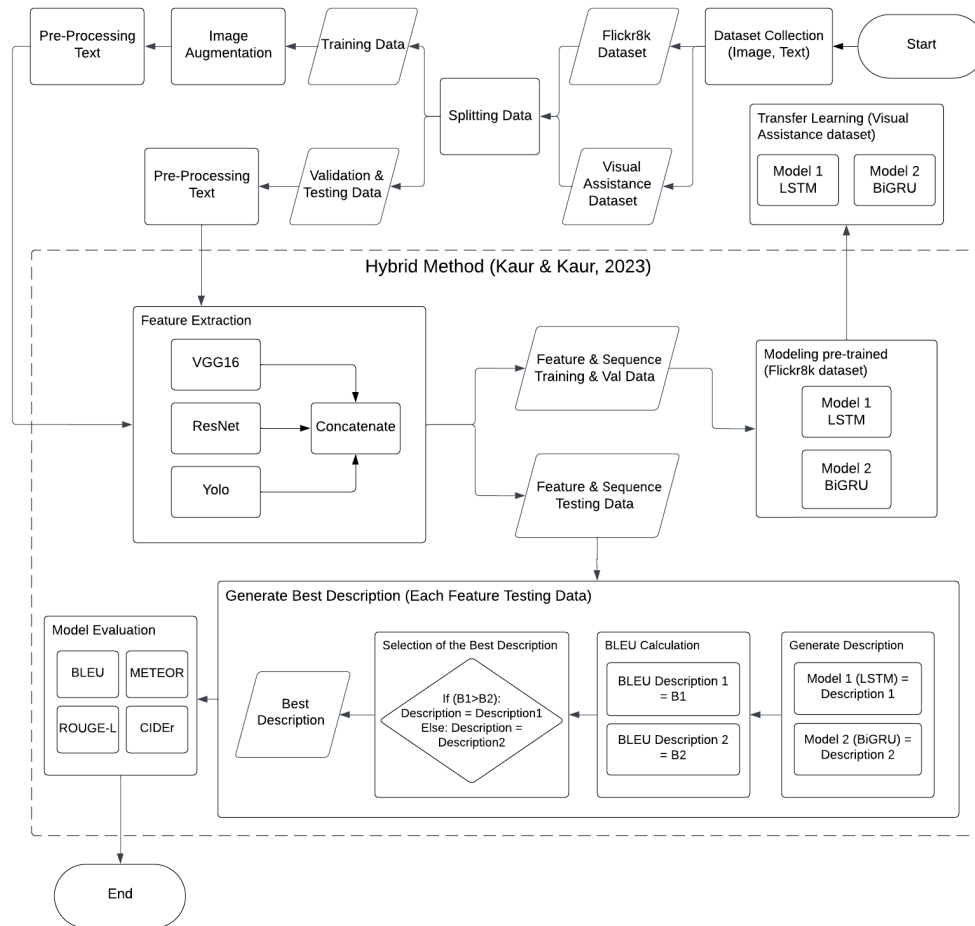 Start
Dataset Collection
(Image, Text)
Flickr8k
Dataset
Visual
Assistance
Dataset
Splitting Data
Training Data
Image
Augmentation
Pre-Processing
Text
Validation &
Testing Data
Pre-Processing
Text
Transfer Learning (Visual
Assistance dataset)
Model 1
LSTM
Model 2
BiGRU
Hybrid Method (Kaur & Kaur, 2023)
Feature Extraction
VGG16
ResNet
Yolo
Concatenate
Feature & Sequence
Training & Val Data
Feature & Sequence
Testing Data
Modeling pre-trained
(Flickr8k dataset)
Model 1
LSTM
Model 2
BiGRU
Generate Best Description (Each Feature Testing Data)
Generate Description
Model 1 (LSTM) =
Description 1
Model 2 (BiGRU) =
Description 2
BLEU Calculation
BLEU Description 1
= B1
BLEU Description 2
= B2
Selection of the Best Description
If (B1>B2):
Description = Description1
Else: Description =
Description2
Best
Description
Model Evaluation
BLEU
METEOR
ROUGE-L
CIDEr
End